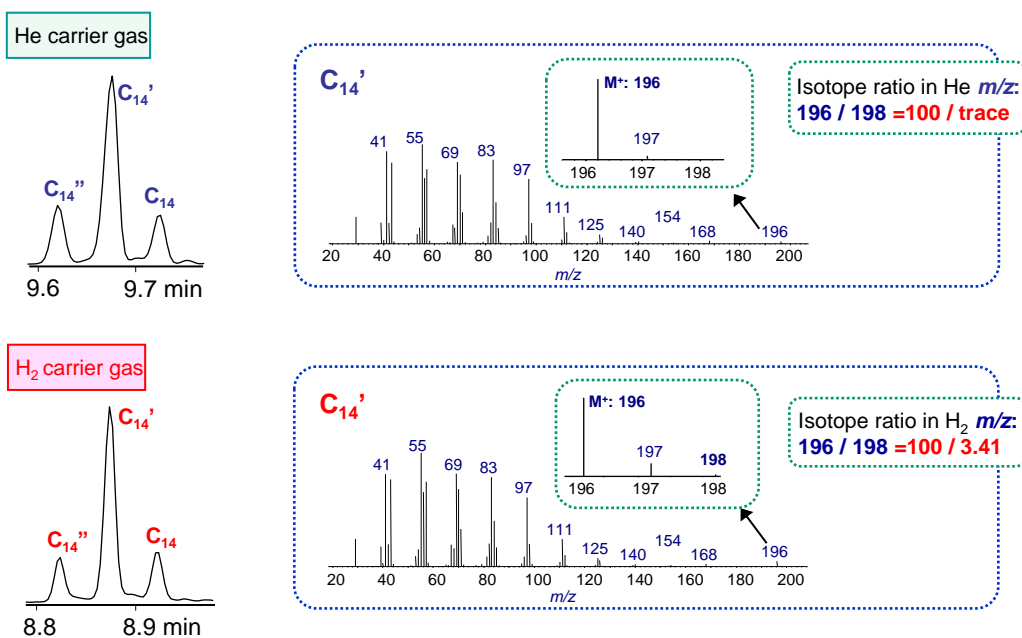 He carrier gas
C14'
C14''
C14
9.6
9.7 min
C14'
41
55
69
83
97
111
125
140
154
168
196
20 40 60 80 100 120 140 160 180 200
m/z
M+: 196
197
196 197 198
Isotope ratio in He m/z:
196 / 198 =100 / trace
H2 carrier gas
C14'
C14''
C14
8.8
8.9 min
C14'
41
55
69
83
97
111
125
140
154
168
196
20 40 60 80 100 120 140 160 180 200
m/z
M+: 196
197
198
196 197 198
Isotope ratio in H2 m/z:
196 / 198 =100 / 3.41